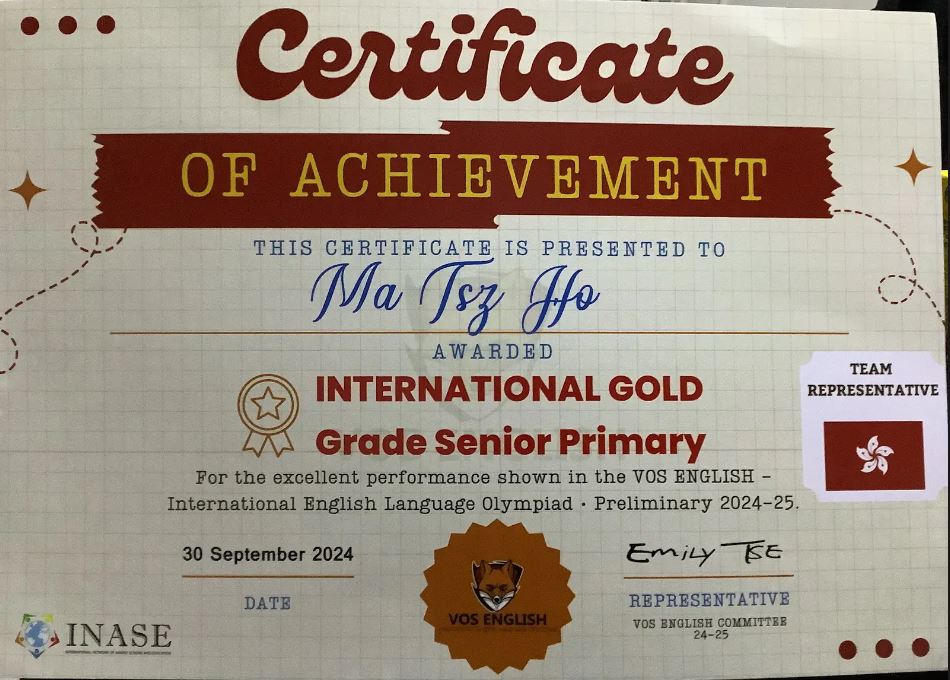 Certificate
OF ACHIEVEMENT
THIS CERTIFICATE IS PRESENTED TO
Ma Tsz Ho
AWARDED
INTERNATIONAL GOLD
Grade Senior Primary
For the excellent performance shown in the VOS ENGLISH –
International English Language Olympiad · Preliminary 2024-25.
TEAM
REPRESENTATIVE
30 September 2024
DATE
VOS ENGLISH
EMILY TSE
REPRESENTATIVE
VOS ENGLISH COMMITTEE
24-25
INASE